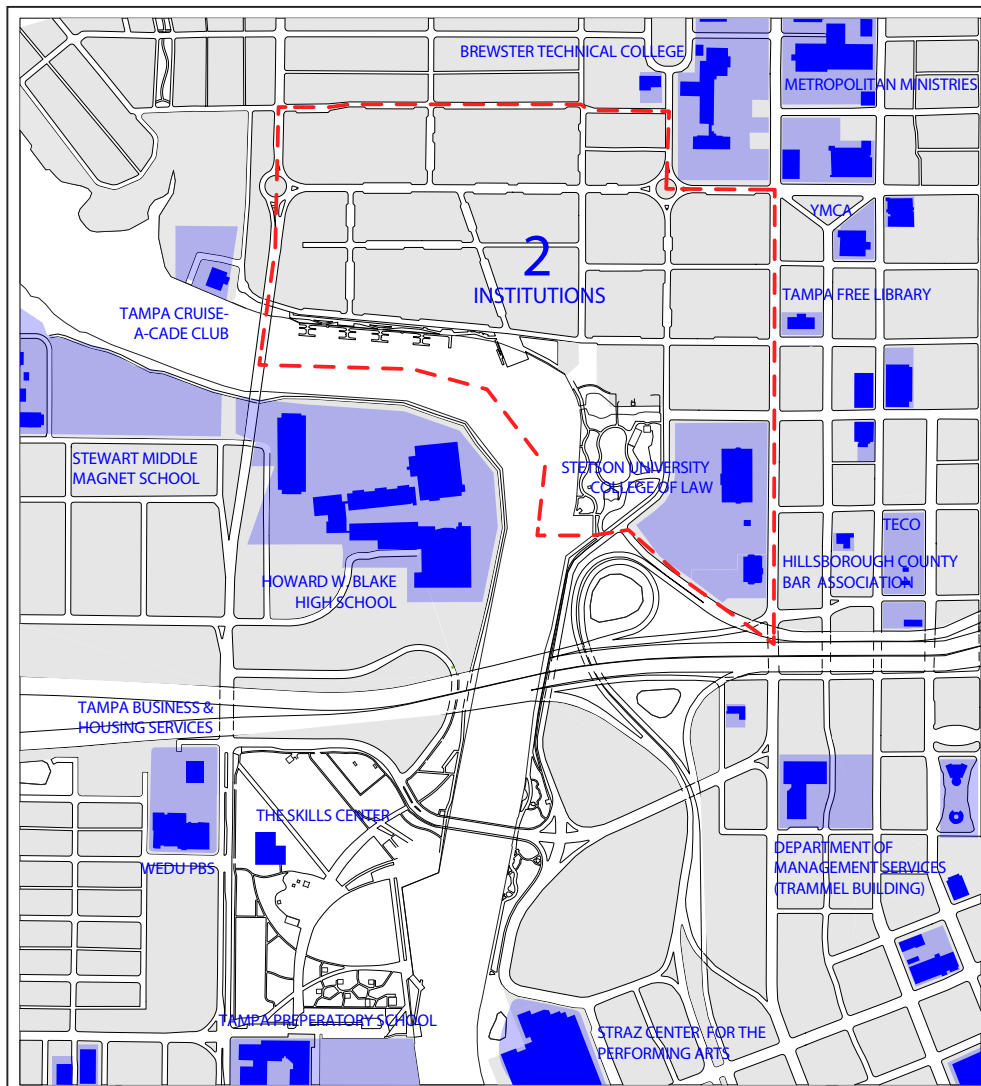 BREWSTER TECHNICAL COLLEGE
METROPOLITAN MINISTRIES
YMCA
2
INSTITUTIONS
TAMPA FREE LIBRARY
TAMPA CRUISE-
A-CADE CLUB
STEWART MIDDLE
MAGNET SCHOOL
STETSON UNIVERSITY
COLLEGE OF LAW
TECO
HILLSBOROUGH COUNTY
BAR ASSOCIATION
HOWARD W. BLAKE
HIGH SCHOOL
TAMPA BUSINESS &
HOUSING SERVICES
THE SKILLS CENTER
WEDU PBS
DEPARTMENT OF
MANAGEMENT SERVICES
(TRAMMEL BUILDING)
TAMPA PREPERATORY SCHOOL
STRAZ CENTER FOR THE
PERFORMING ARTS